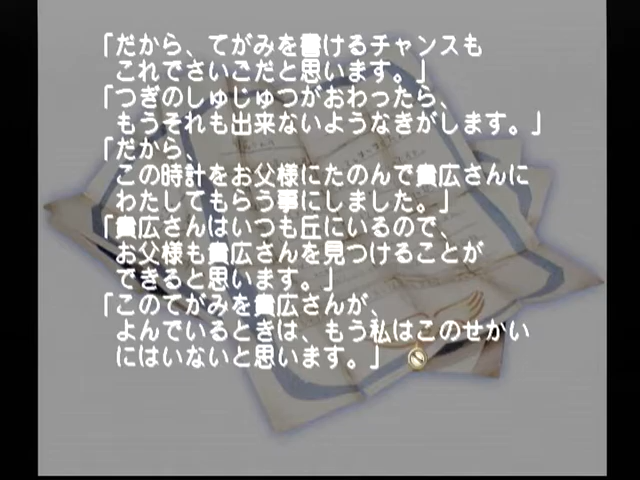 「だから、てがみを書けるチャンスも
これでさいごだと思います。」
「つぎのしゅじゅつがおわったら、
もうそれも出来ないようなきがします。」
「だから、
この時計をお父様にたのんで貴広さんに
わたしてもらう事にしました。」
「貴広さんはいつも丘にいるので、
お父様も貴広さんを見つけることが
できると思います。」
「このてがみを貴広さんが、
よんでいるときは、もう私はこのせかい
にはいないと思います。」